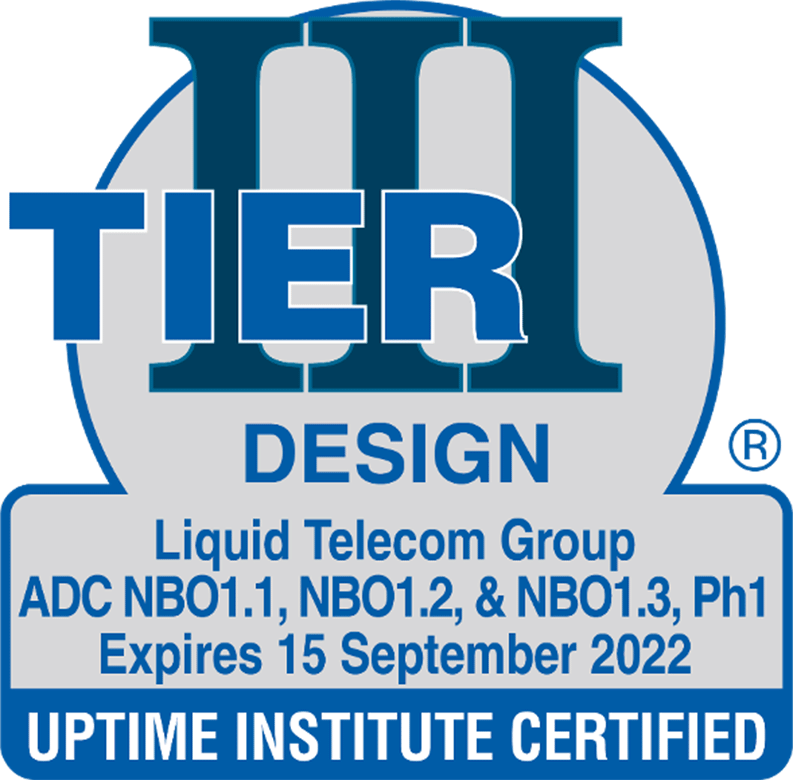 III
TIER
DESIGN
®
Liquid Telecom Group
ADC NBO1.1, NBO1.2, & NBO1.3, Ph1
Expires 15 September 2022
UPTIME INSTITUTE CERTIFIED